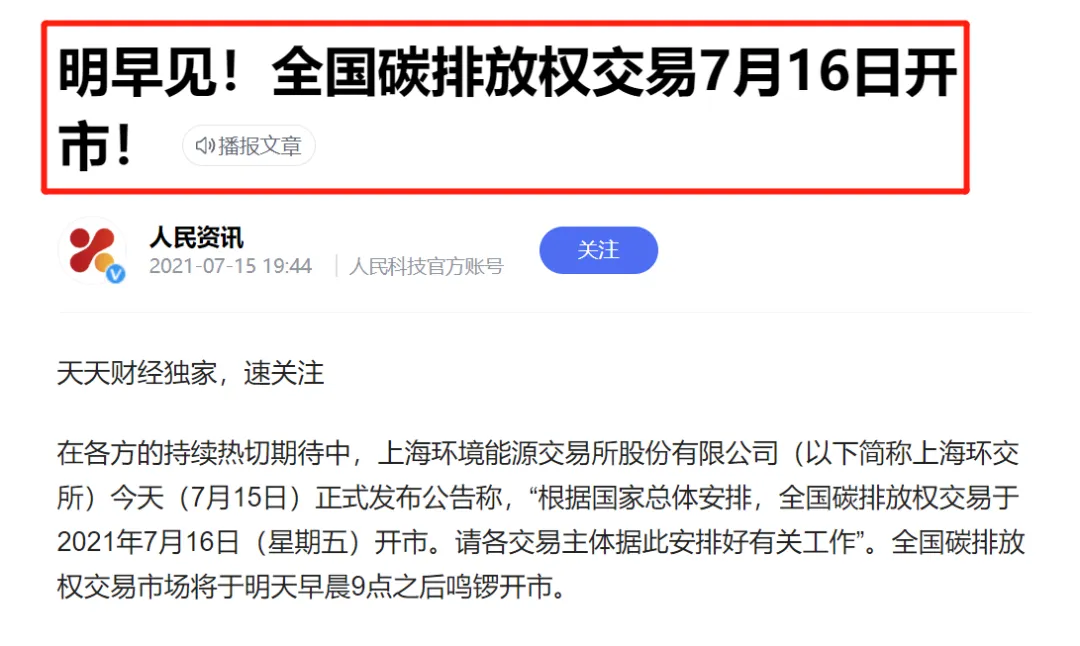 明早见！全国碳排放权交易7月16日开
市！ 播报文章
人民资讯
2021-07-15 19:44 人民科技官方账号
关注
天天财经独家，速关注
在各方的持续热切期待中，上海环境能源交易所股份有限公司（以下简称上海环交
所）今天（7月15日）正式发布公告称，“根据国家总体安排，全国碳排放权交易于
2021年7月16日（星期五）开市。请各交易主体据此安排好有关工作”。全国碳排放
权交易市场将于明天早晨9点之后鸣锣开市。